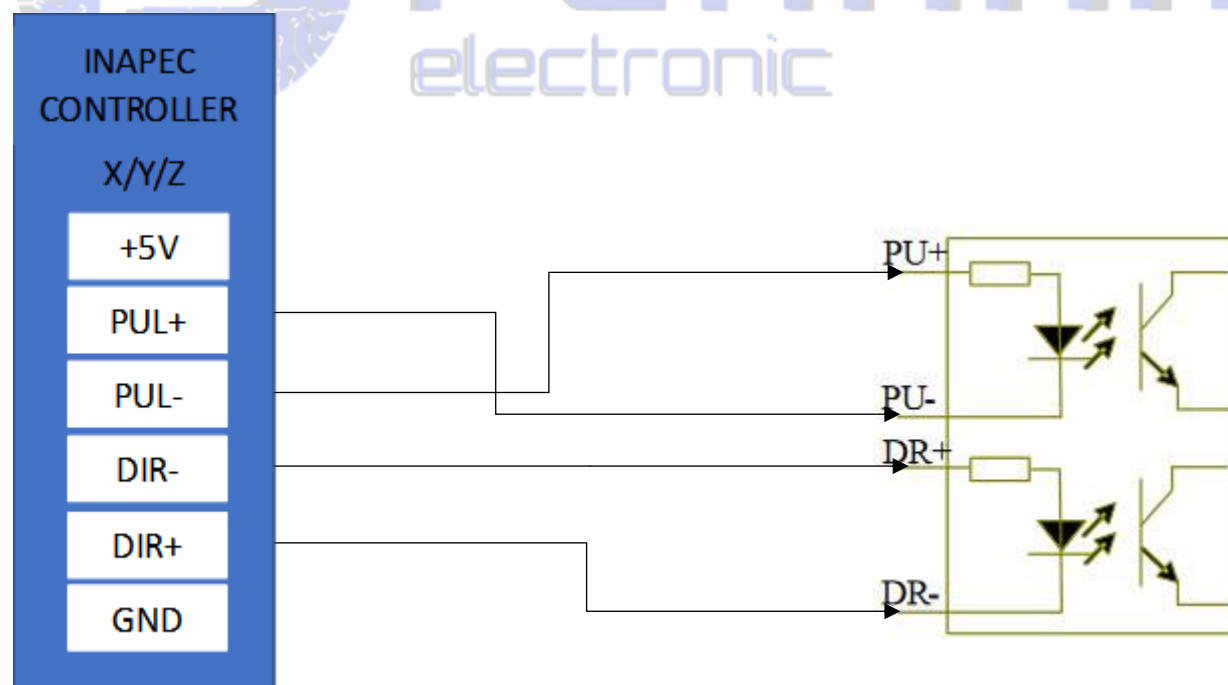 electronic
INAPEC
CONTROLLER
X/Y/Z
+5V
PUL+
PUL-
DIR-
DIR+
GND
PU+
PU-
DR+
DR-